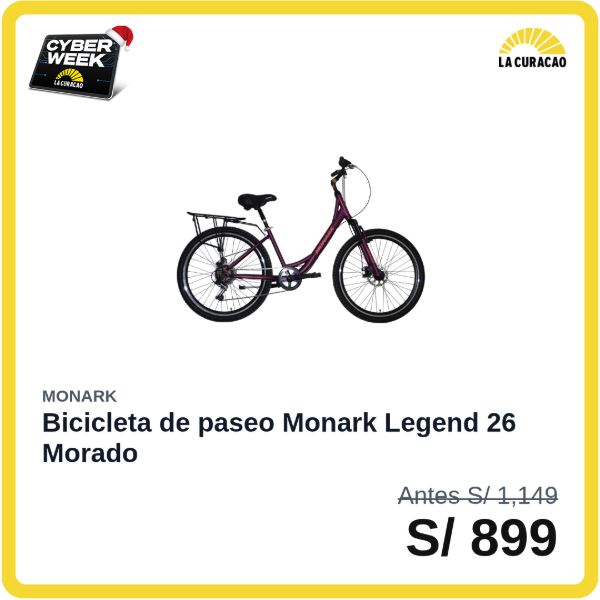 CYBER
WEEK
LA CURACAO
LA CURACAO
MONARK
Bicicleta de paseo Monark Legend 26
Morado
Antes S/ 1,149
S/ 899